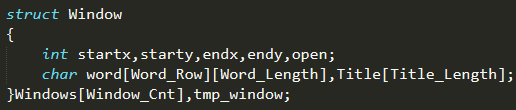 struct Window
{
    int startx,starty,endx,endy,open;
    char word[Word_Row][Word_Length],Title[Title_Length];
}Windows[Window_Cnt],tmp_window;